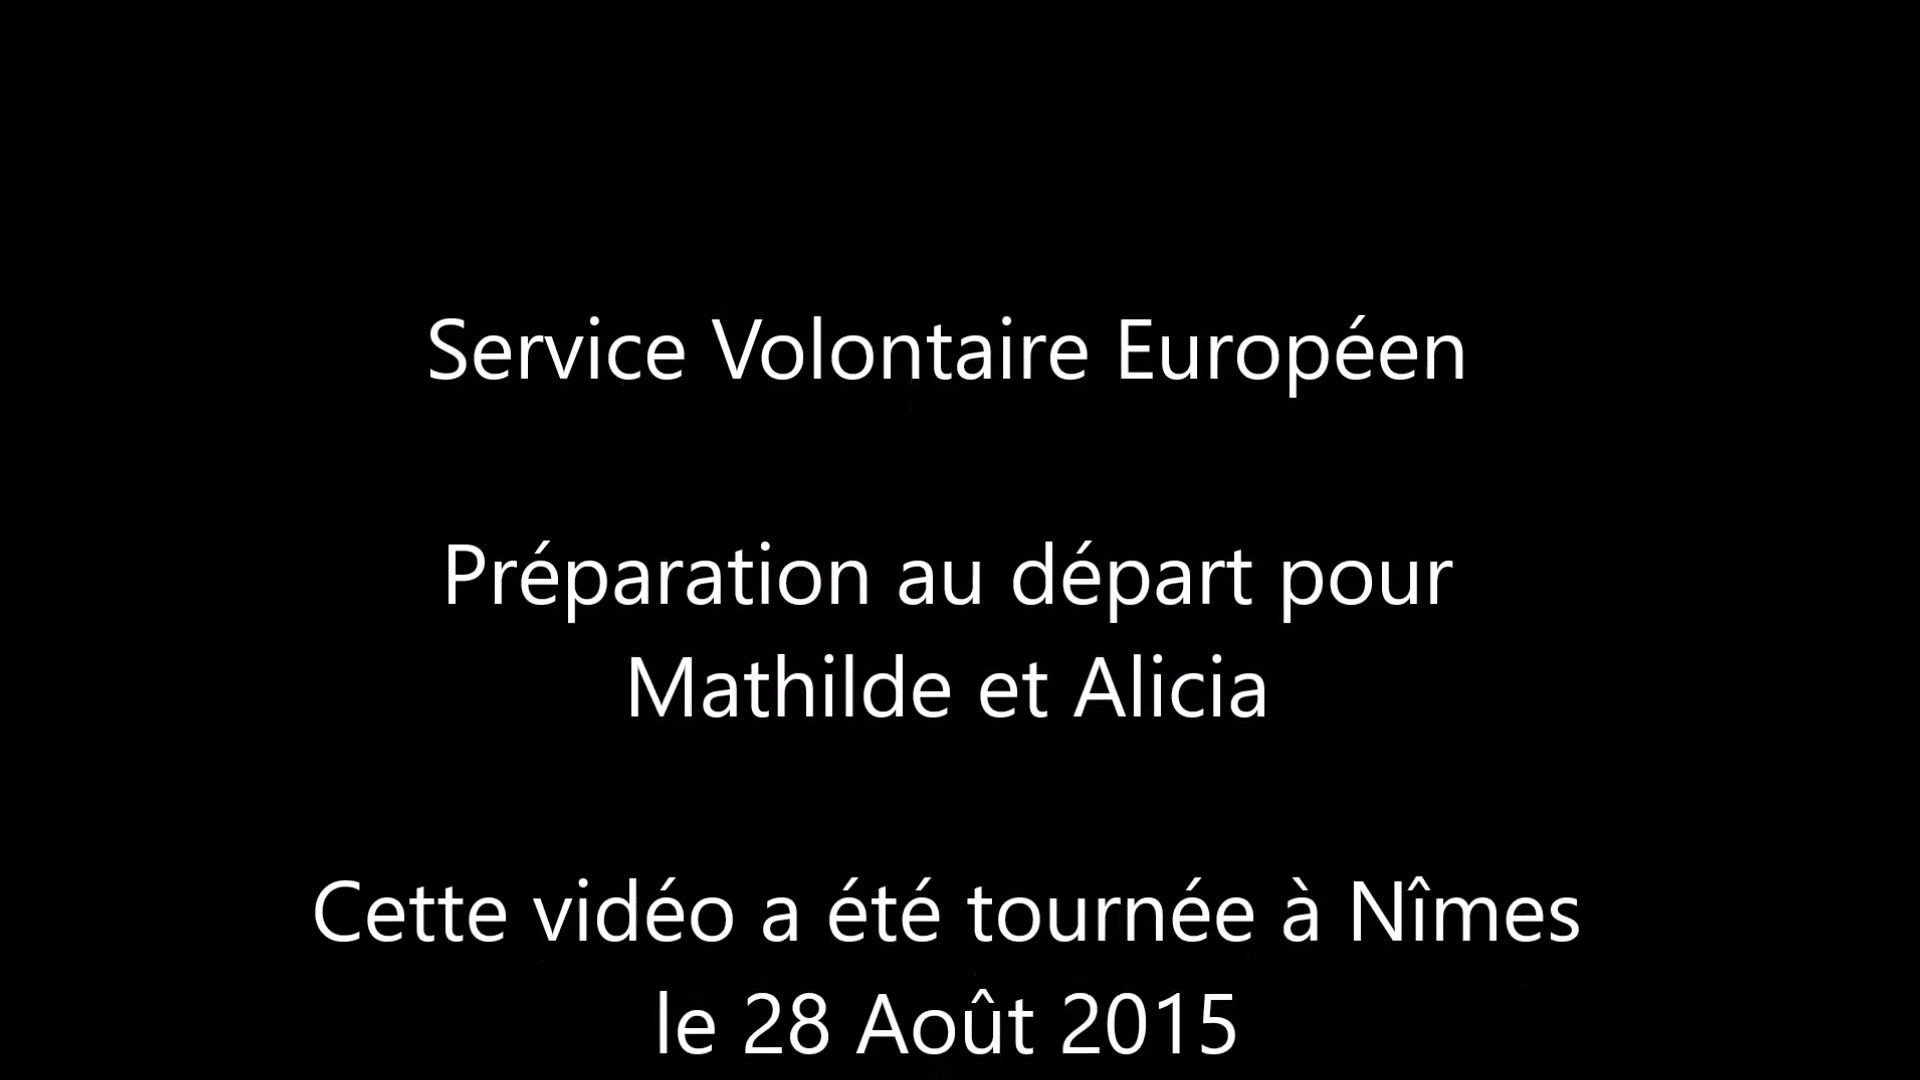 Service Volontaire Européen
Préparation au départ pour
Mathilde et Alicia
Cette vidéo a été tournée à Nîmes
le 28 Août 2015